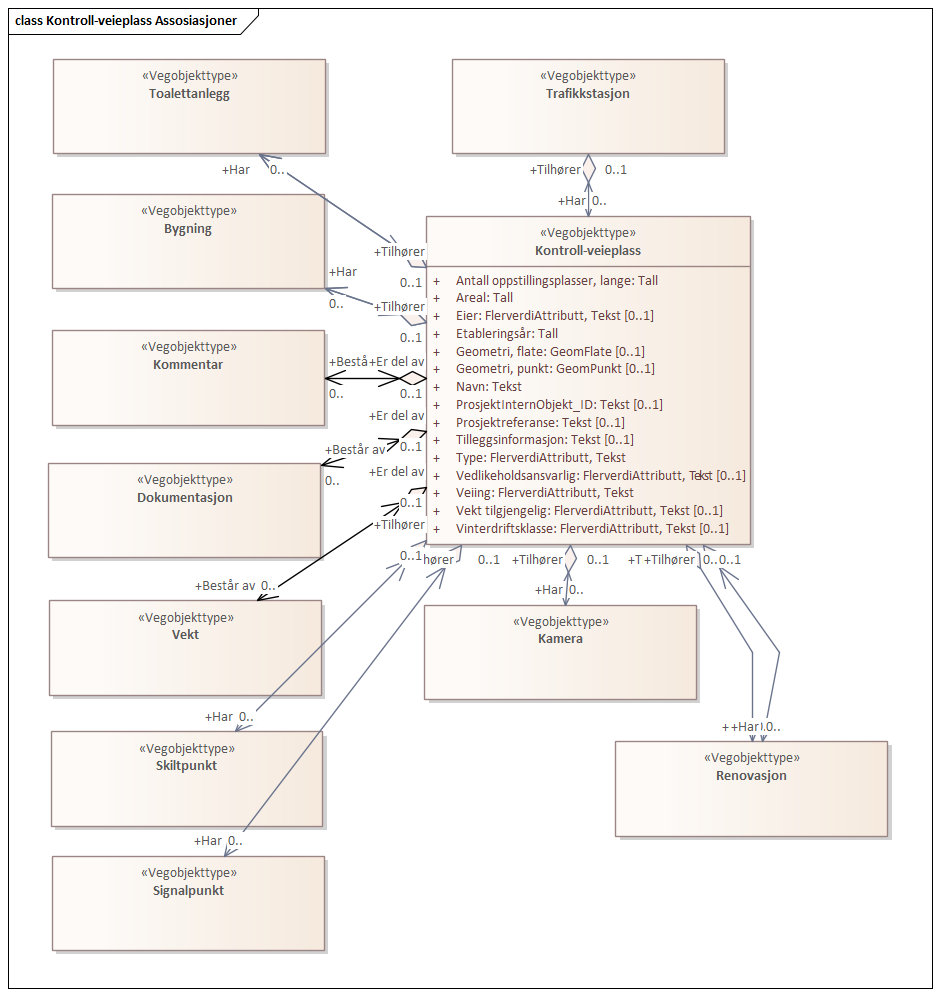 class Kontroll-veieplass Assosiasjoner
«Vegobjekttype»
Toalettanlegg
«Vegobjekttype»
Trafikkstasjon
+Har 0..
+Tilhører 0..1
+Har 0..
«Vegobjekttype»
Bygning
«Vegobjekttype»
Kontroll-veieplass
+Tilhører
0..1
+Har
0..
+Tilhører
0..1
+ Antall oppstillingsplasser, lange: Tall
+ Areal: Tall
+ Eier: FlerverdiAttributt, Tekst [0..1]
+ Etableringsår: Tall
+ Geometri, flate: GeomFlate [0..1]
+ Geometri, punkt: GeomPunkt [0..1]
+ Navn: Tekst
+ ProsjektInternObjekt_ID: Tekst [0..1]
+ Prosjektreferanse: Tekst [0..1]
+ Tilleggsinformasjon: Tekst [0..1]
+ Type: FlerverdiAttributt, Tekst
+ Vedlikeholdsansvarlig: FlerverdiAttributt, Tekst [0..1]
+ Veiing: FlerverdiAttributt, Tekst
+ Vekt tilgjengelig: FlerverdiAttributt, Tekst [0..1]
+ Vinterdriftsklasse: FlerverdiAttributt, Tekst [0..1]
«Vegobjekttype»
Kommentar
+Bestå+Er del av
0..
0..1
+Er del av
0..1
+Består av
0..
«Vegobjekttype»
Dokumentasjon
+Er del av
0..1
+Består av 0..
+Tilhører
0..1
hører
0..1
+Tilhører 0..1
+T+Tilhører 0..0..1
«Vegobjekttype»
Vekt
+Har 0..
«Vegobjekttype»
Kamera
+Har 0..
«Vegobjekttype»
Skiltpunkt
+ +Har 0..
«Vegobjekttype»
Renovasjon
+Har 0..
«Vegobjekttype»
Signalpunkt